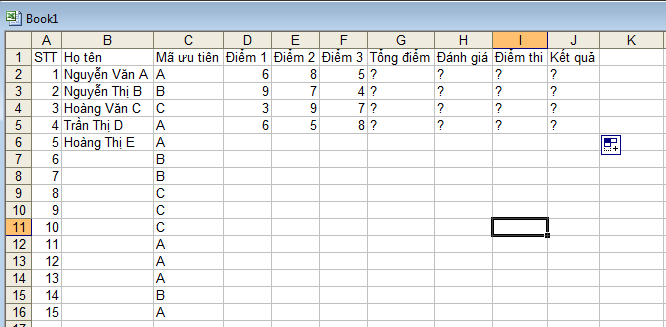 Book1
A B C D E F G H I J K
1 STT Họ tên Mã ưu tiên Điểm 1 Điểm 2 Điểm 3 Tổng điểm Đánh giá Điểm thi Kết quả
2 1 Nguyễn Văn A A 6 8 5 ? ? ? ?
3 2 Nguyễn Thị B B 9 7 4 ? ? ? ?
4 3 Hoàng Văn C C 3 9 7 ? ? ? ?
5 4 Trần Thị D A 6 5 8 ? ? ? ?
6 5 Hoàng Thị E A
7 6 B
8 7 B
9 8 C
10 9 C
11 10 C
12 11 A
13 12 A
14 13 A
15 14 B
16 15 A